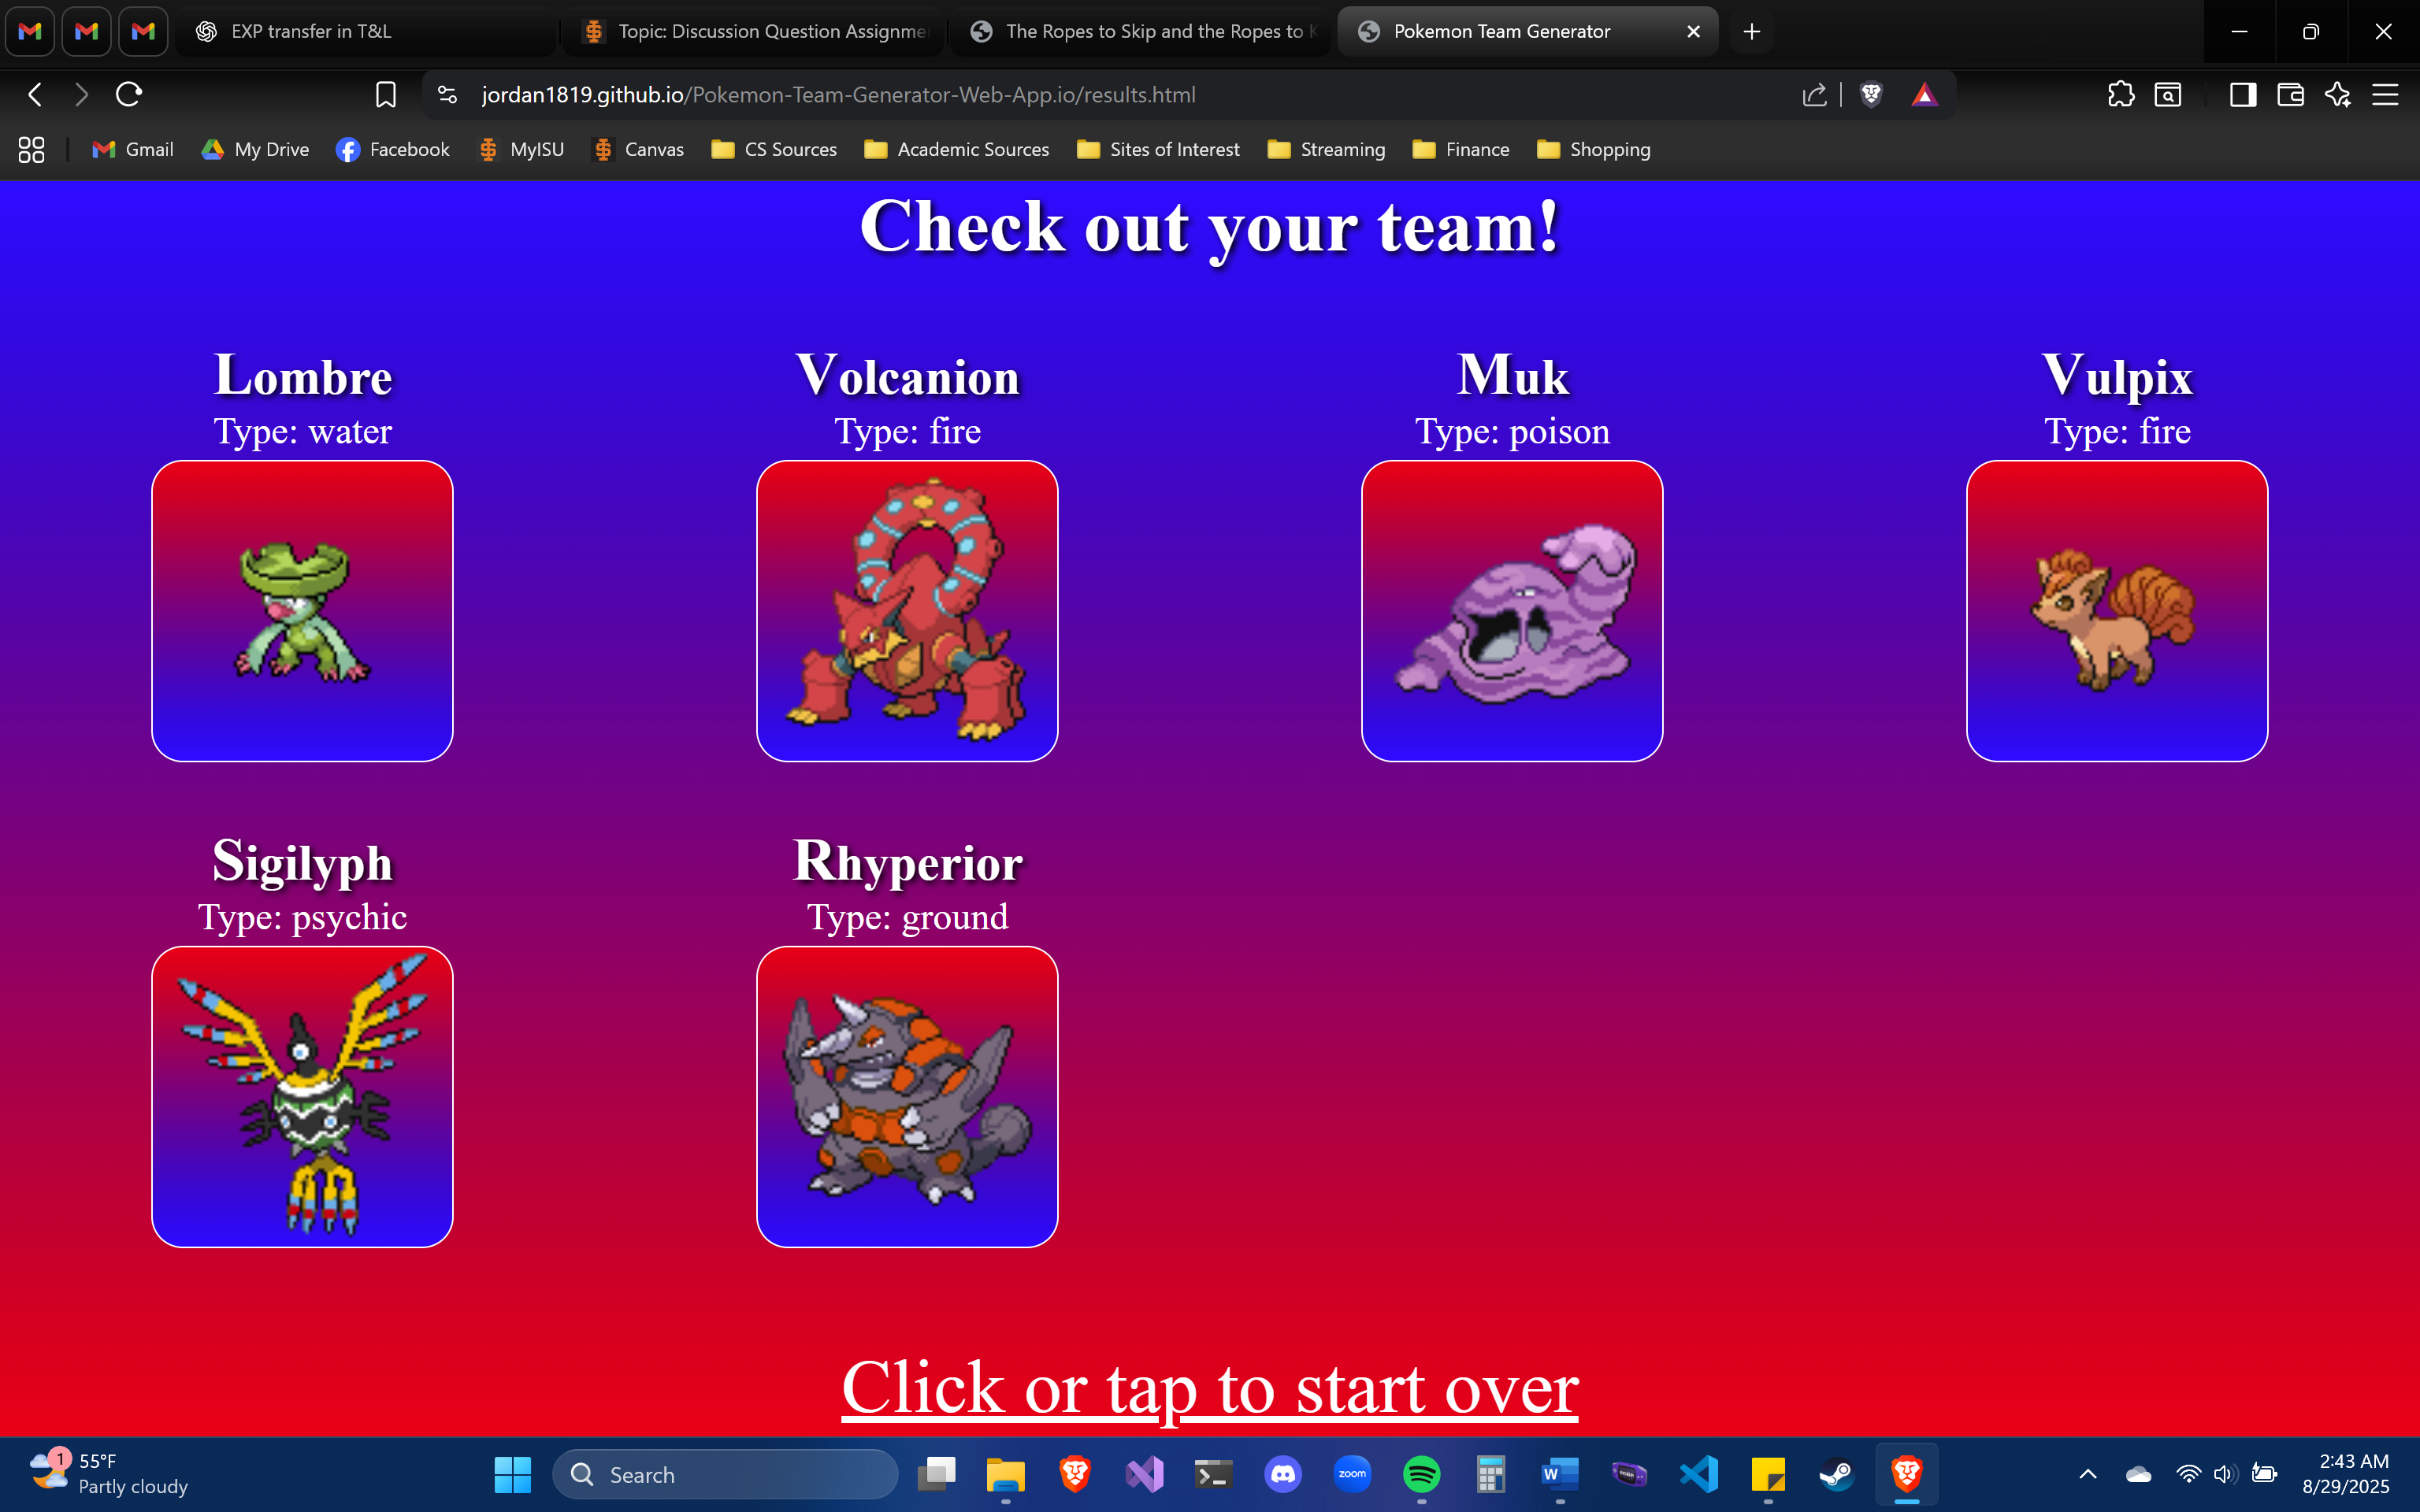 EXP transfer in T&L
Topic: Discussion Question Assignme
The Ropes to Skip and the Ropes to K
Pokemon Team Generator
jordan1819.github.io/Pokemon-Team-Generator-Web-App.io/results.html
Gmail
My Drive
Facebook
MyISU
Canvas
CS Sources
Academic Sources
Sites of Interest
Streaming
Finance
Shopping
Check out your team!
Lombre
Type: water
Volcanion
Type: fire
Muk
Type: poison
Vulpix
Type: fire
Sigilyph
Type: psychic
Rhyperior
Type: ground
Click or tap to start over
1
55°F
Partly cloudy
Search
zoom
W
2:43 AM
8/29/2025